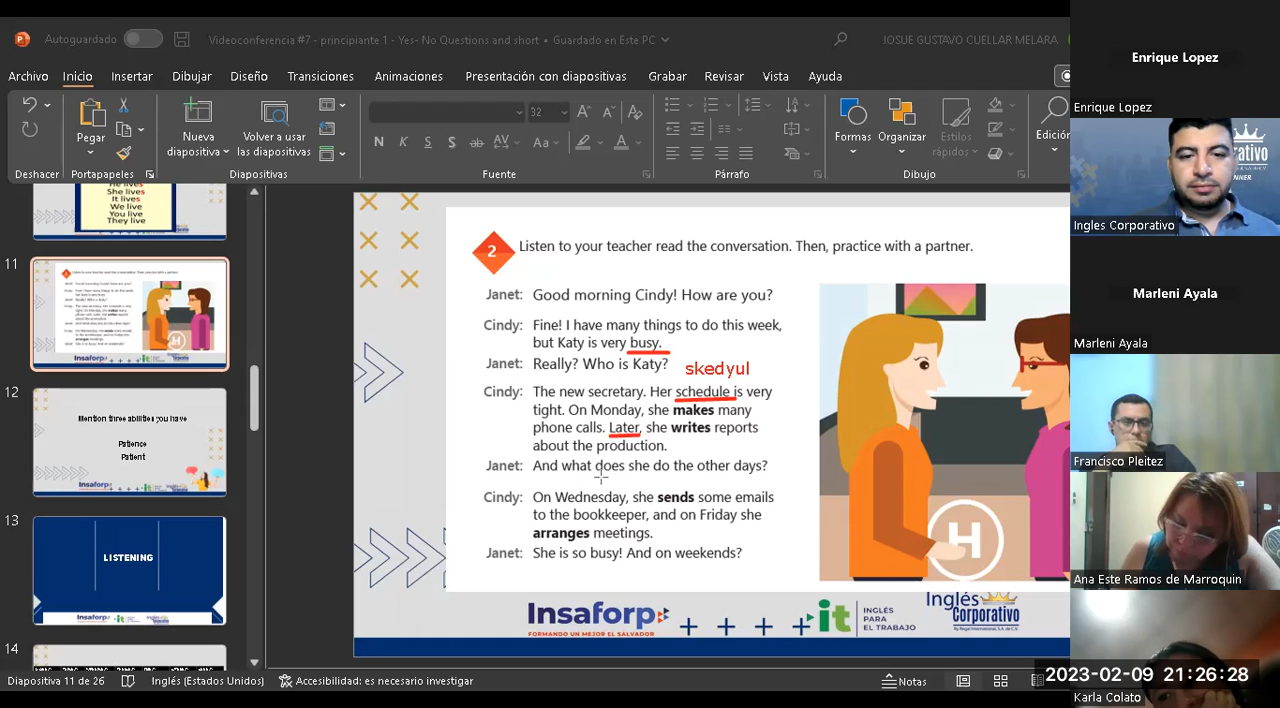 Autoguardado
Videoconferencia #7 - principiante 1 - Yes- No Questions and short • Guardado en Este PC
JOSUE GUSTAVO CUELLAR MELARA
Archivo Inicio Insertar Dibujar Diseño Transiciones Animaciones Presentación con diapositivas Grabar Revisar Vista Ayuda
Pegar
Nueva diapositiva
Volver a usar las diapositivas
32
N K S S ab AV Aa A
Formas
Organizar
Estilos rápidos
Edición
Deshacer Portapapeles Diapositivas Fuente Párrafo Dibujo
He lives
She lives
It lives
We live
You live
They live
11
12
Mention three abilities you have
Patience
Patient
13
LISTENING
14
2
Listen to your teacher read the conversation. Then, practice with a partner.
Janet: Good morning Cindy! How are you?
Cindy: Fine! I have many things to do this week,
but Katy is very busy.
Janet: Really? Who is Katy?
skedyul
Cindy: The new secretary. Her schedule is very
tight. On Monday, she makes many
phone calls. Later, she writes reports
about the production.
Janet: And what does she do the other days?
Cindy: On Wednesday, she sends some emails
to the bookkeeper, and on Friday she
arranges meetings.
Janet: She is so busy! And on weekends?
H
Insaforp
FORMANDO UN MEJOR EL SALVADOR
it
INGLÉS
PARA
EL TRABAJO
Inglés
Corporativo
Diapositiva 11 de 26
Inglés (Estados Unidos)
Accesibilidad: es necesario investigar
Notas
Enrique Lopez
Enrique Lopez
Ingles Corporativo
Marleni Ayala
Marleni Ayala
Francisco Pleitez
Ana Este Ramos de Marroquin
2023-02-09 21:26:28
Karla Colato